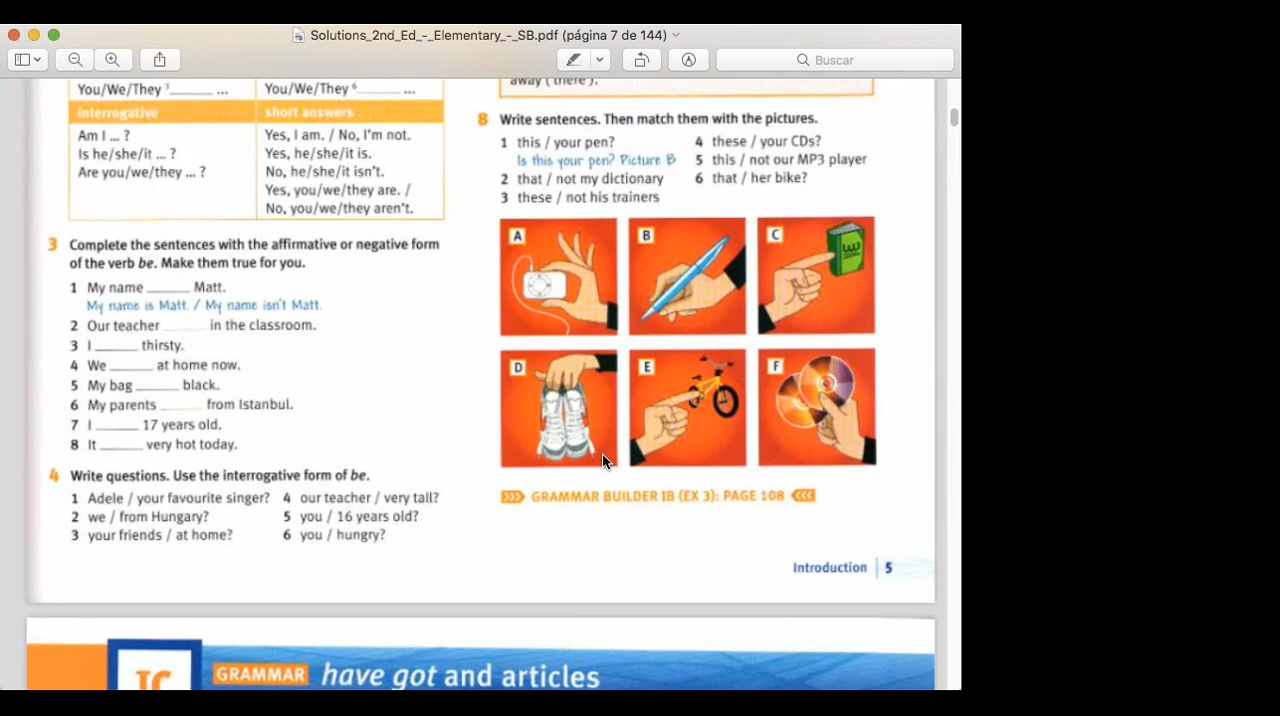 Solutions_2nd_Ed_-_Elementary_-_SB.pdf (página 7 de 144)
Buscar
You/We/They ³______ ...
You/We/They ⁶______ ...
interrogative
short answers
Am I ... ?
Is he/she/it ... ?
Are you/we/they ... ?
Yes, I am. / No, I'm not.
Yes, he/she/it is.
No, he/she/it isn't.
Yes, you/we/they are. /
No, you/we/they aren't.
3 Complete the sentences with the affirmative or negative form
of the verb be. Make them true for you.
1 My name ______ Matt.
My name is Matt. / My name isn't Matt.
2 Our teacher ______ in the classroom.
3 I ______ thirsty.
4 We ______ at home now.
5 My bag ______ black.
6 My parents ______ from Istanbul.
7 I ______ 17 years old.
8 It ______ very hot today.
4 Write questions. Use the interrogative form of be.
1 Adele / your favourite singer?
2 we / from Hungary?
3 your friends / at home?
4 our teacher / very tall?
5 you / 16 years old?
6 you / hungry?
away ('there').
8 Write sentences. Then match them with the pictures.
1 this / your pen?
Is this your pen? Picture B
2 that / not my dictionary
3 these / not his trainers
4 these / your CDs?
5 this / not our MP3 player
6 that / her bike?
A
B
C
D
E
F
GRAMMAR BUILDER IB (EX 3): PAGE 108
Introduction 5
IC
GRAMMAR have got and articles